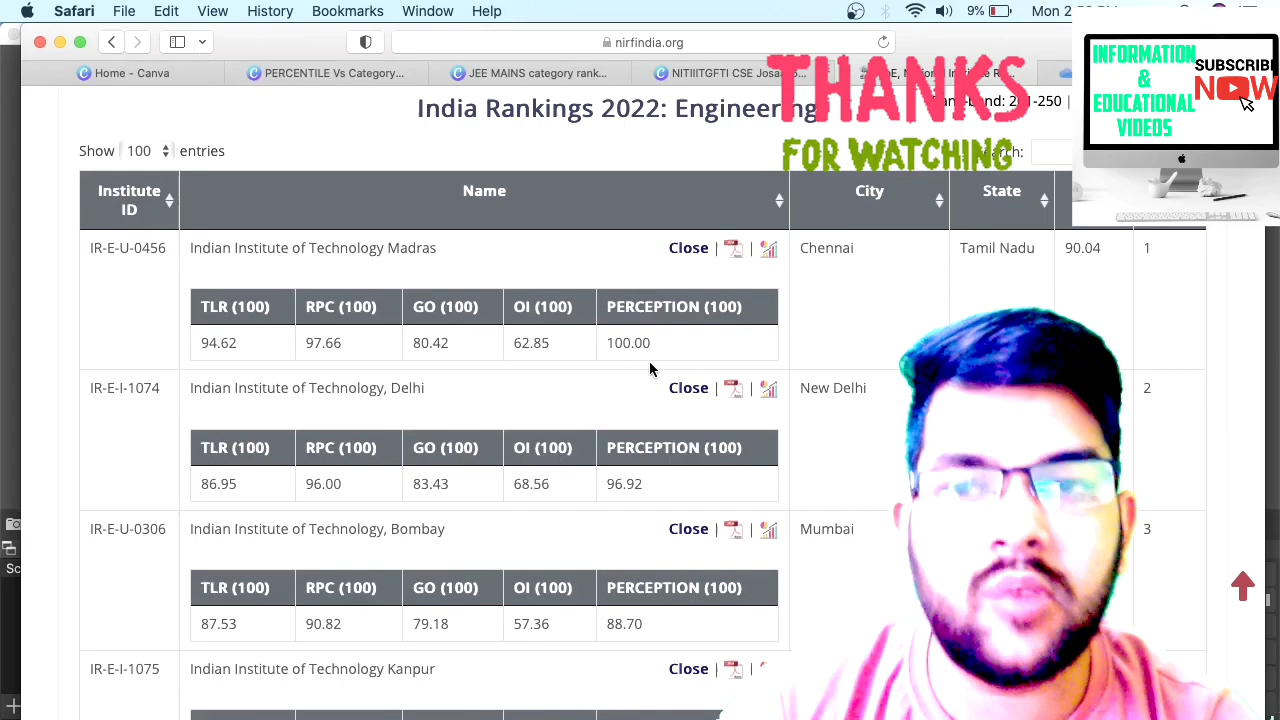 Safari File Edit View History Bookmarks Window Help 9% Mon 2
nirfindia.org
Home - Canva PERCENTILE Vs Category... JEE MAINS category rank... NITIIITGFTI CSE Josaa
THANKS
FOR WATCHING
INFORMATION
&
EDUCATIONAL
VIDEOS
SUBSCRIBE
NOW
India Rankings 2022: Engineering
Show 100 entries
Institute ID Name City State
IR-E-U-0456 Indian Institute of Technology Madras Close | | Chennai Tamil Nadu 90.04 1
TLR (100) RPC (100) GO (100) OI (100) PERCEPTION (100)
94.62 97.66 80.42 62.85 100.00
IR-E-I-1074 Indian Institute of Technology, Delhi Close | | New Delhi 2
TLR (100) RPC (100) GO (100) OI (100) PERCEPTION (100)
86.95 96.00 83.43 68.56 96.92
IR-E-U-0306 Indian Institute of Technology, Bombay Close | | Mumbai 3
TLR (100) RPC (100) GO (100) OI (100) PERCEPTION (100)
87.53 90.82 79.18 57.36 88.70
IR-E-I-1075 Indian Institute of Technology Kanpur Close | |